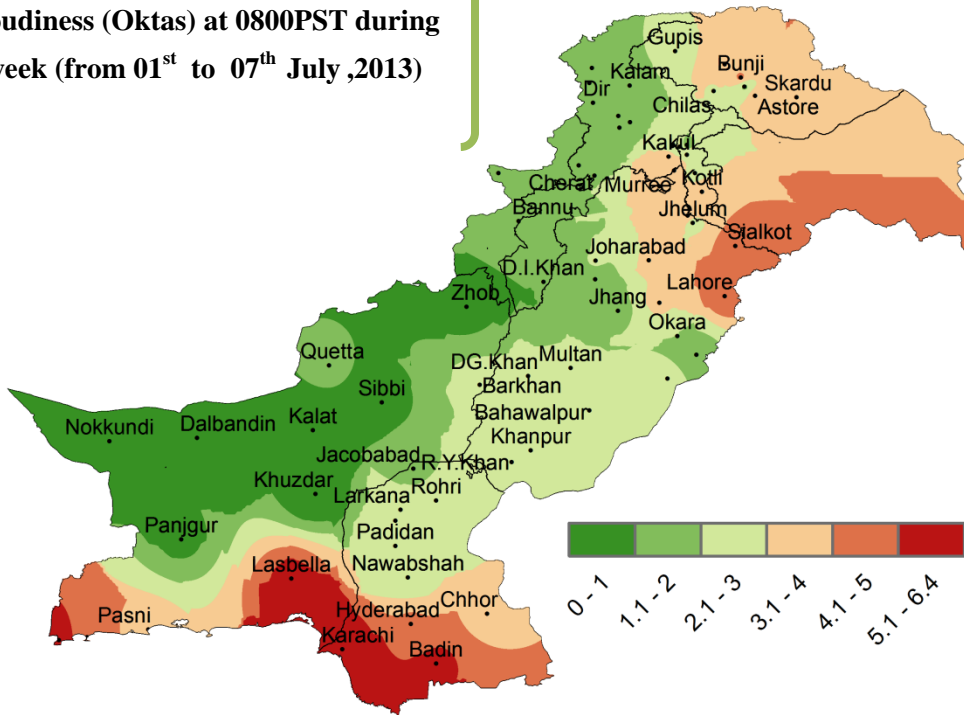 oudiness (Oktas) at 0800PST during
veek (from 01st to 07th July ,2013)
Gupis
Bunji
Kalam
Skardu
Dir
Astore
Chilas
Kakul
Cherat
Murree
Kotli
Bannu
Jhelum
Sialkot
Joharabad
D.I.Khan
Zhob
Jhang
Lahore
Okara
Quetta
DG.Khan
Multan
Sibbi
Barkhan
Kalat
Bahawalpur
Nokkundi
Dalbandin
Khanpur
Jacobabad
R.Y.Khan
Khuzdar
Larkana
Rohri
Panjgur
Padidan
Lasbella
Nawabshah
Pasni
Hyderabad
Chhor
Karachi
Badin
0 - 1
1.1 - 2
2.1 - 3
3.1 - 4
4.1 - 5
5.1 - 6.4